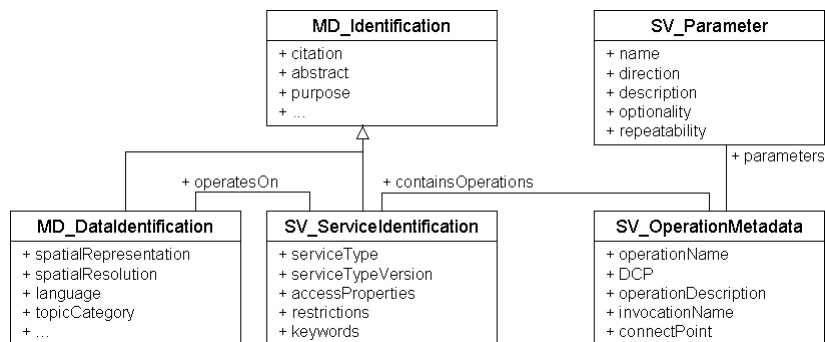 MD_Identification
+ citation
+ abstract
+ purpose
+ ...
SV_Parameter
+ name
+ direction
+ description
+ optionality
+ repeatability
+ parameters
+ operatesOn
+ containsOperations
MD_DataIdentification
+ spatialRepresentation
+ spatialResolution
+ language
+ topicCategory
+ ...
SV_ServiceIdentification
+ serviceType
+ serviceTypeVersion
+ accessProperties
+ restrictions
+ keywords
SV_OperationMetadata
+ operationName
+ DCP
+ operationDescription
+ invocationName
+ connectPoint